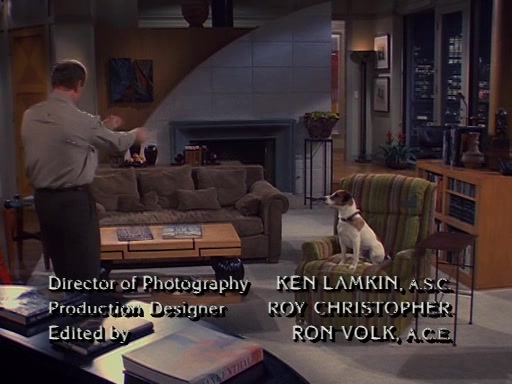 Director of Photography KEN LAMKIN, A.S.C.
Production Designer ROY CHRISTOPHER
Edited by RON VOLK, A.C.E.